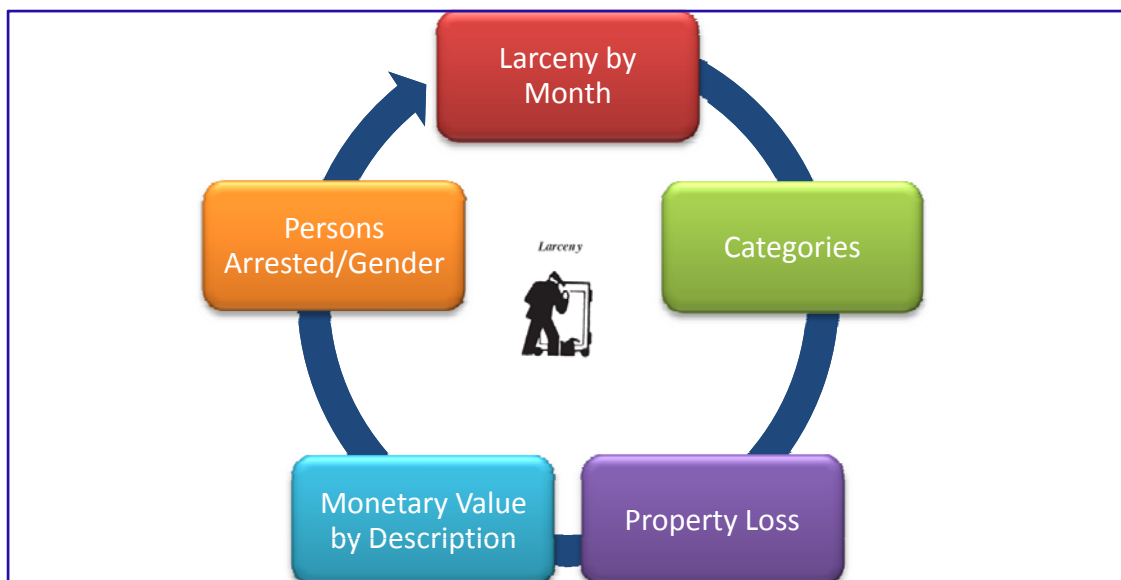 Larceny by
Month
Persons
Arrested/Gender
Larceny
Categories
Monetary Value
by Description
Property Loss